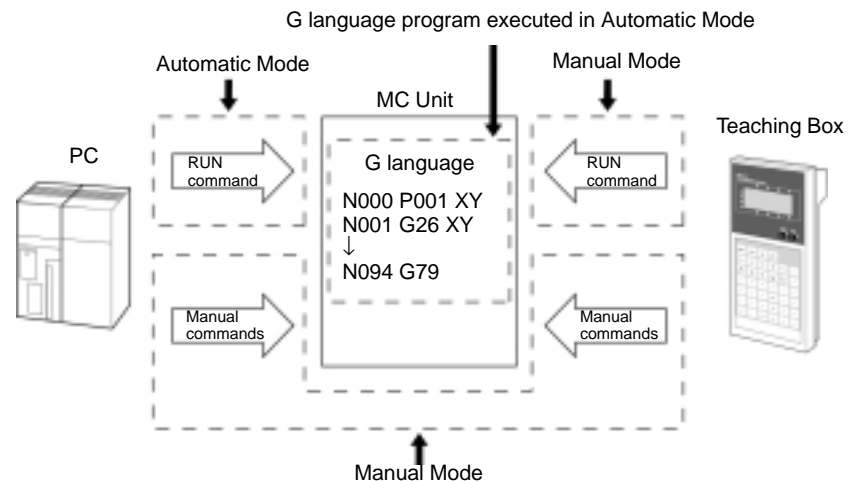 G language program executed in Automatic Mode
Automatic Mode
Manual Mode
MC Unit
Teaching Box
PC
RUN
command
G language
RUN
command
N000 P001 XY
N001 G26 XY
↓
N094 G79
Manual
commands
Manual
commands
Manual Mode